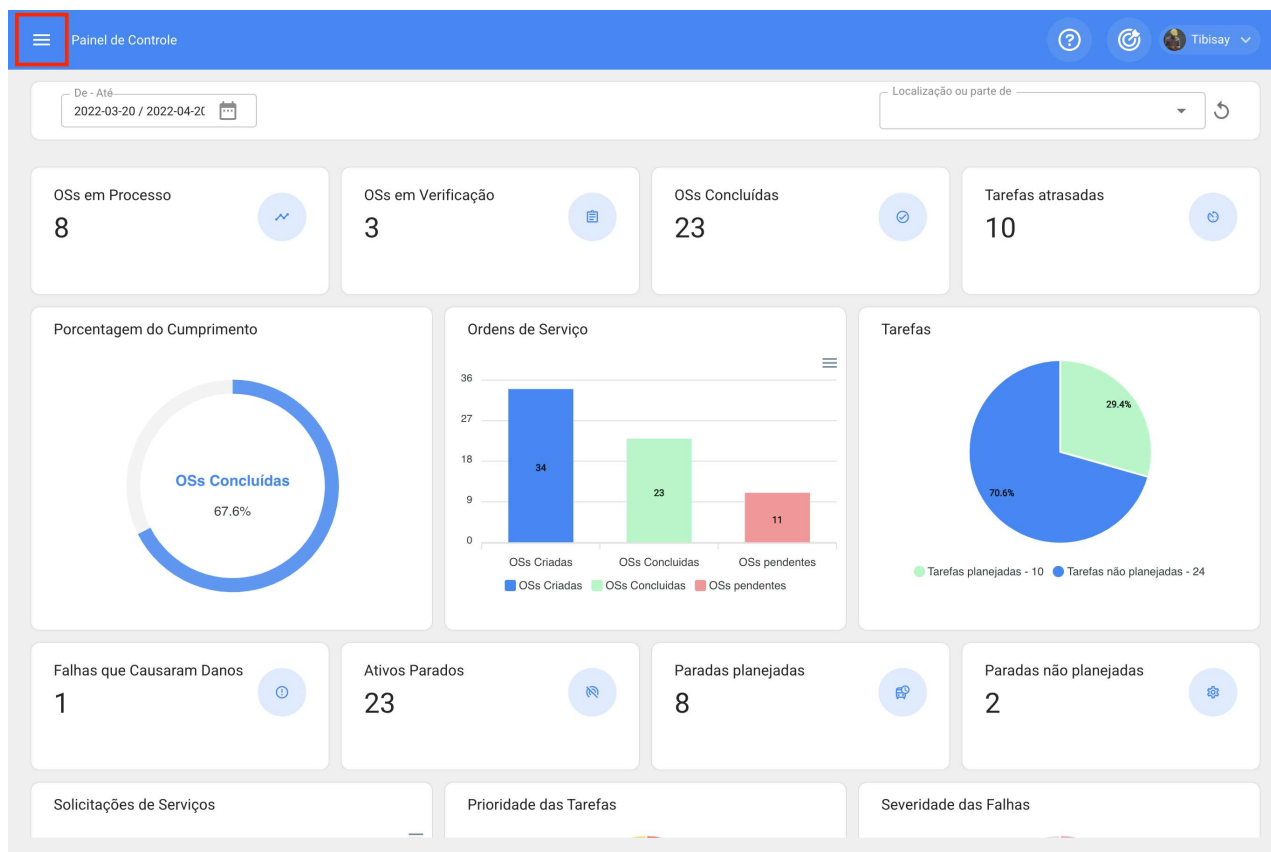 Painel de Controle
Tibisay
De - Até
2022-03-20 / 2022-04-2(
Localização ou parte de
OSs em Processo
8
OSs em Verificação
3
OSs Concluídas
23
Tarefas atrasadas
10
Porcentagem do Cumprimento
OSs Concluídas
67.6%
Ordens de Serviço
36
27
18
9
0
34
23
11
OSs Criadas OSs Concluidas OSs pendentes
OSs Criadas OSs Concluidas OSs pendentes
Tarefas
29.4%
70.6%
Tarefas planejadas - 10 Tarefas não planejadas - 24
Falhas que Causaram Danos
1
Ativos Parados
23
Paradas planejadas
8
Paradas não planejadas
2
Solicitações de Serviços
Prioridade das Tarefas
Severidade das Falhas